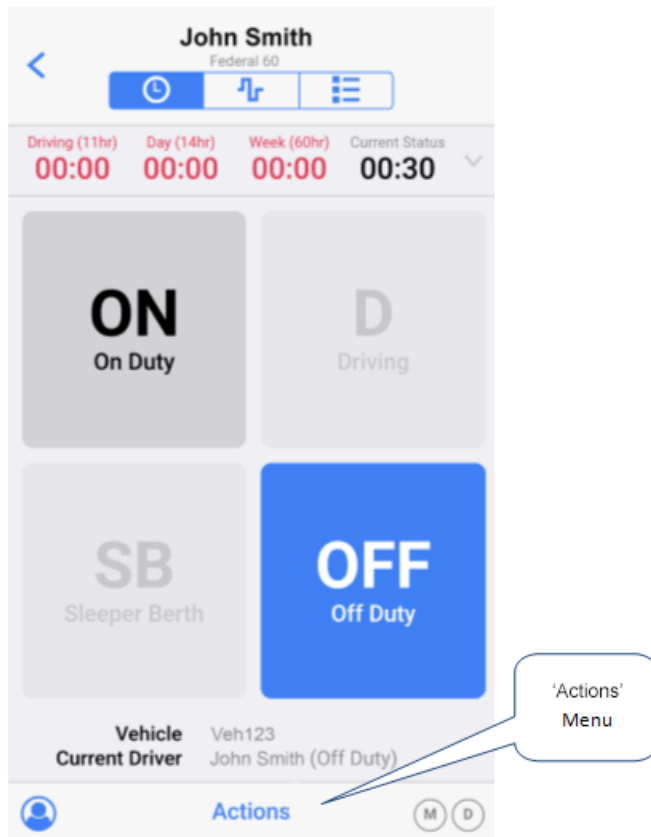 John Smith
Federal 60
Driving (11hr) Day (14hr) Week (60hr) Current Status
00:00 00:00 00:00 00:30
ON
On Duty
D
Driving
SB
Sleeper Berth
OFF
Off Duty
Vehicle Veh123
Current Driver John Smith (Off Duty)
Actions
M D
‘Actions’
Menu